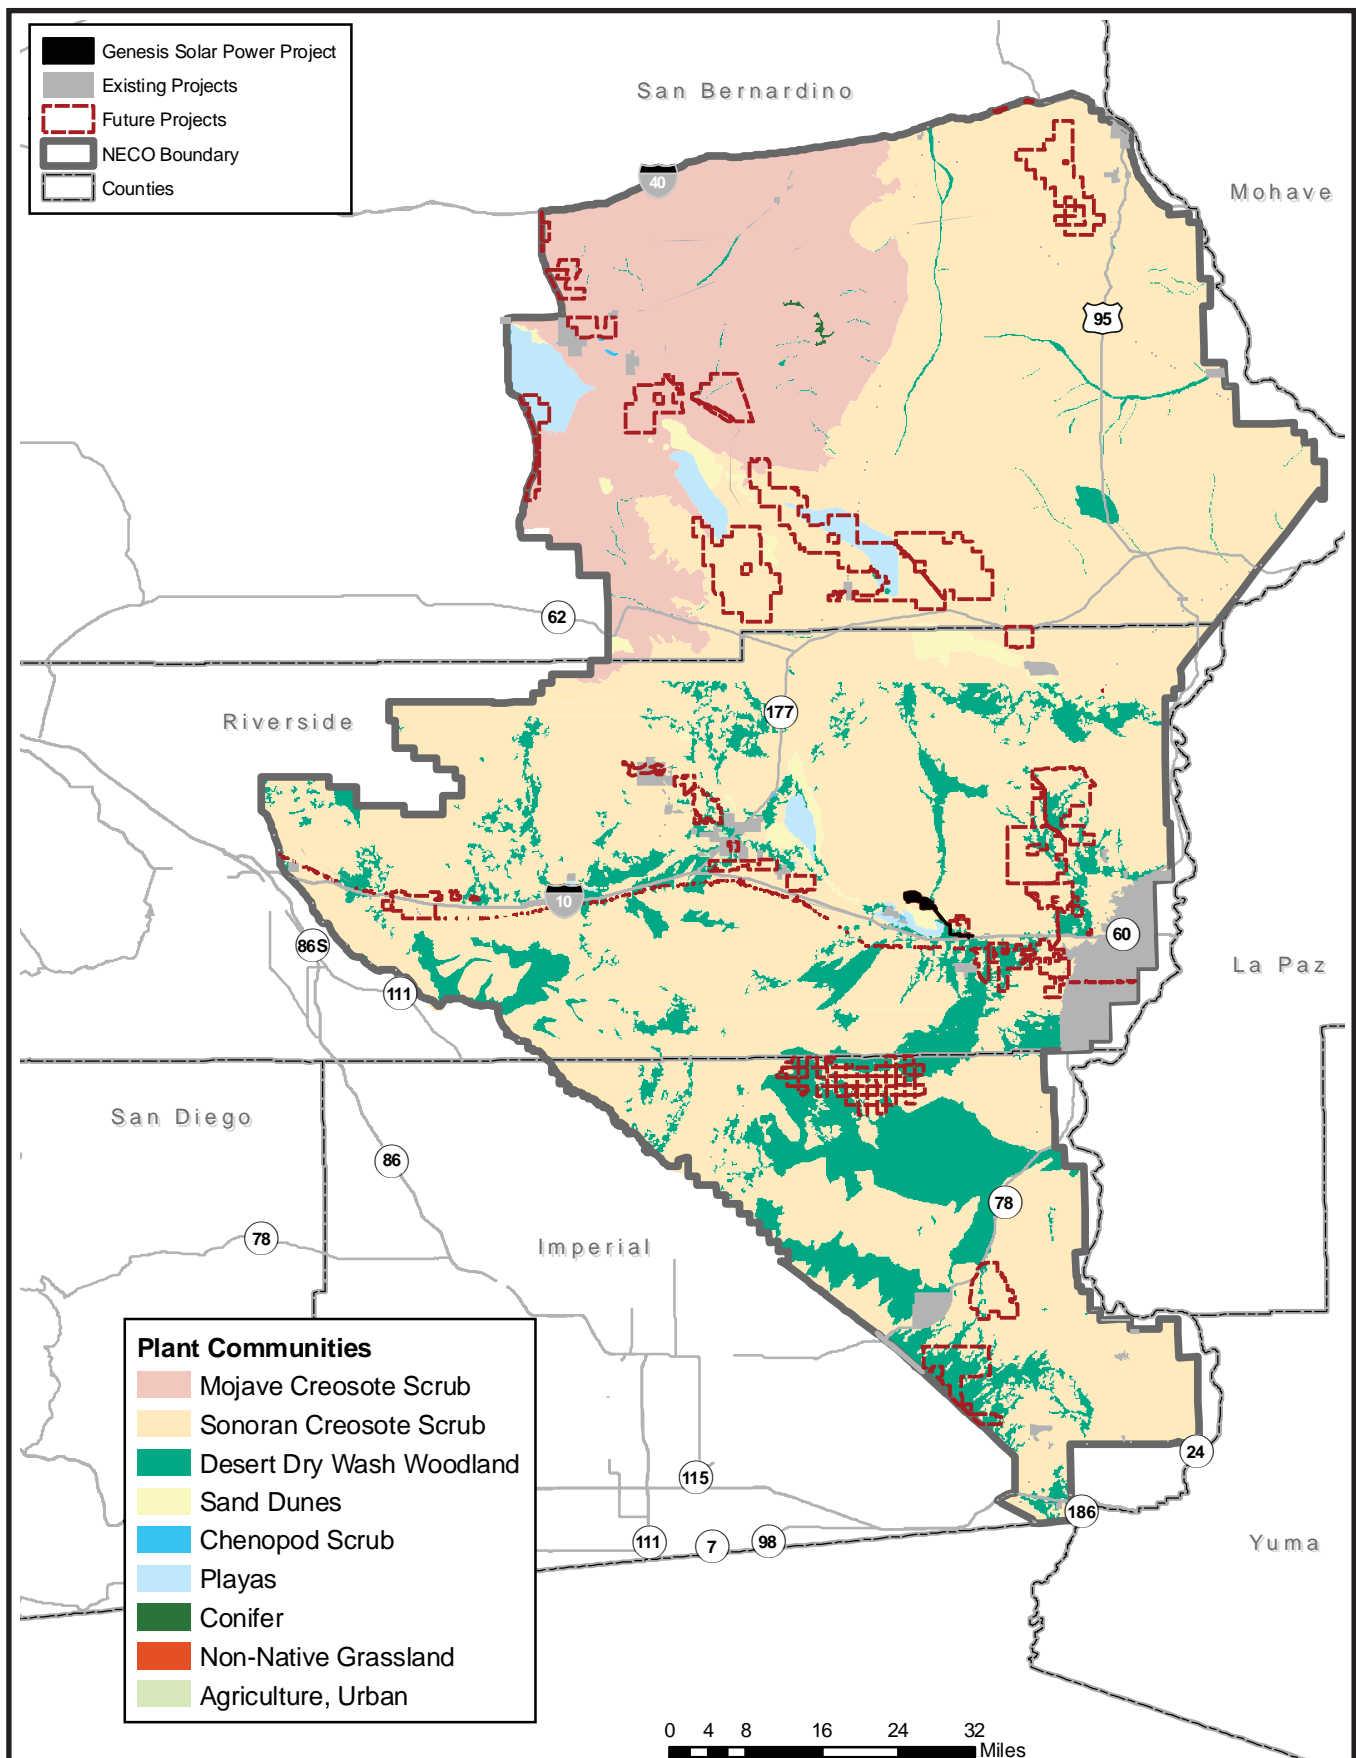 Genesis Solar Power Project
Existing Projects
Future Projects
NECO Boundary
Counties
San Bernardino
40
Mohave
95
62
Riverside
177
10
86S
60
111
La Paz
San Diego
86
78
78
Imperial
Plant Communities
Mojave Creosote Scrub
Sonoran Creosote Scrub
Desert Dry Wash Woodland
Sand Dunes
Chenopod Scrub
Playas
Conifer
Non-Native Grassland
Agriculture, Urban
24
115
186
111
7
98
Yuma
0 4 8 16 24 32
Miles